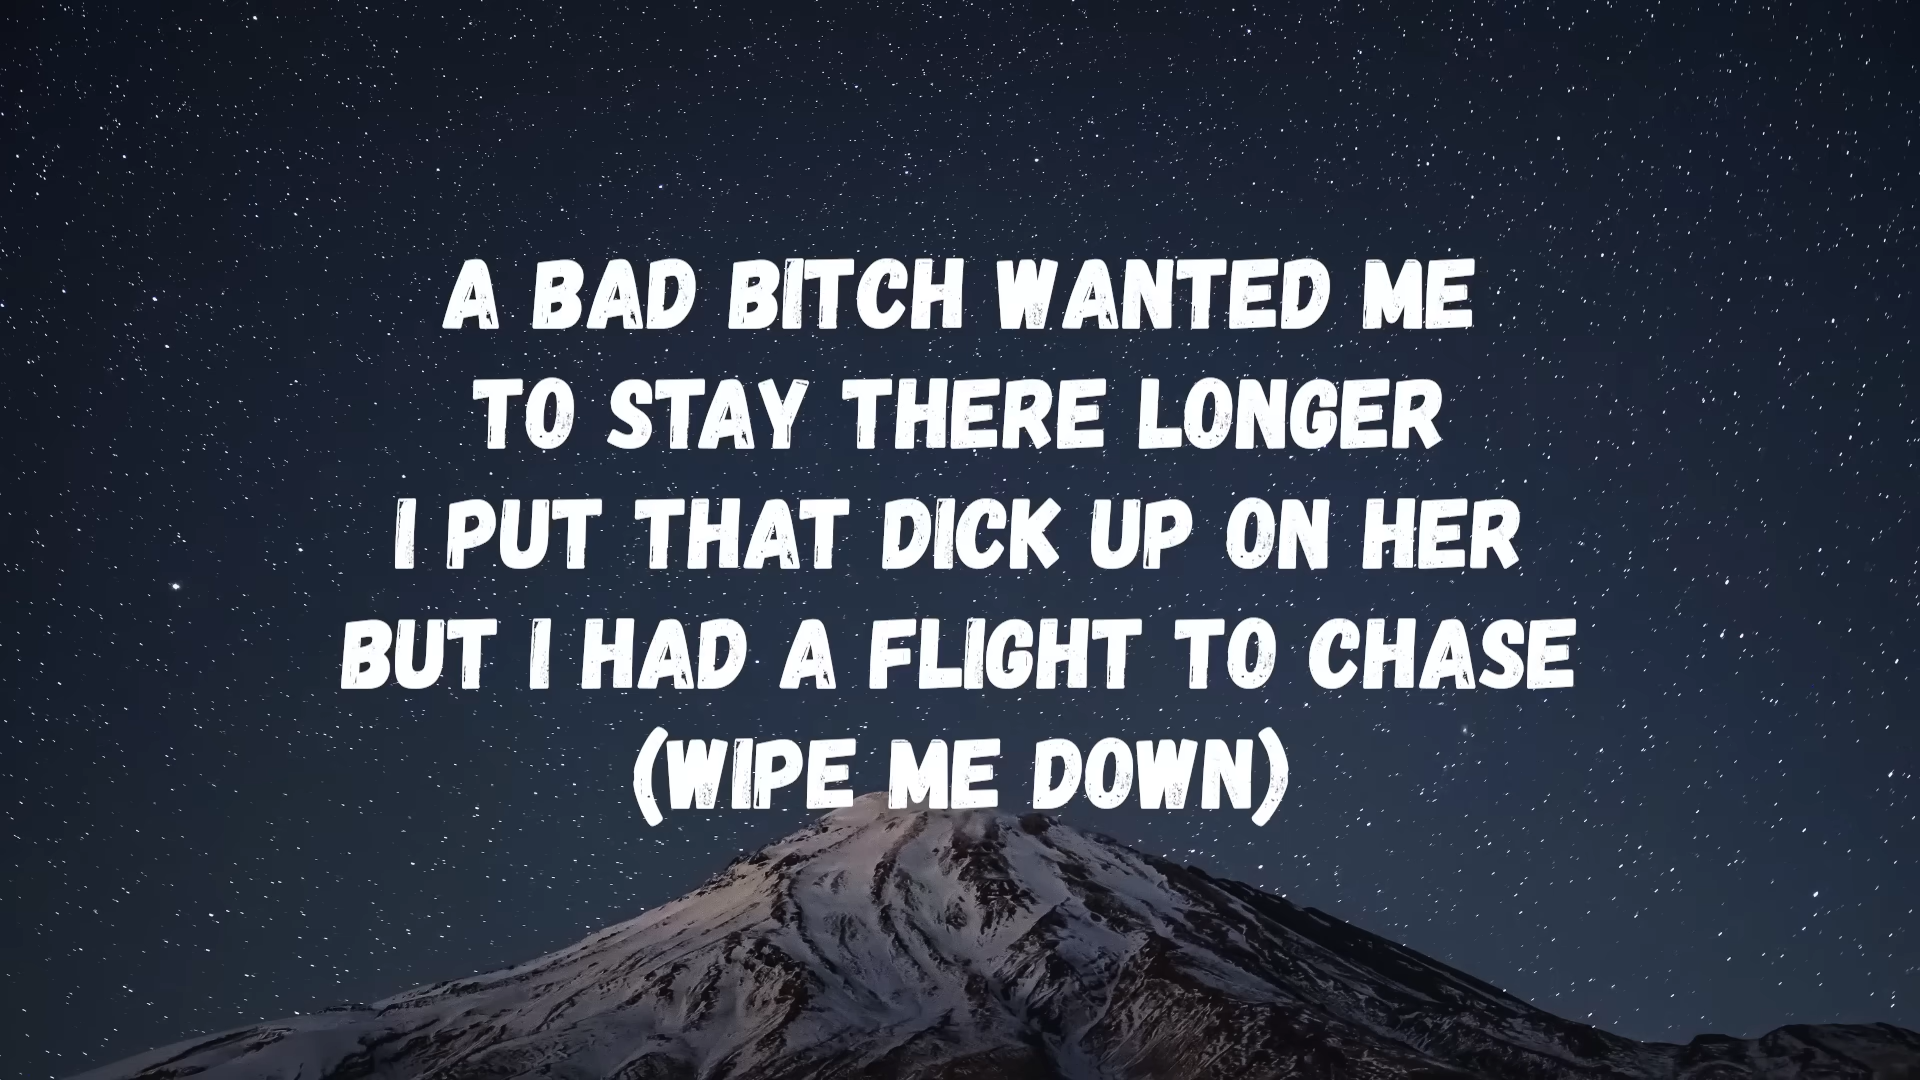 A BAD BITCH WANTED ME
TO STAY THERE LONGER
I PUT THAT DICK UP ON HER
BUT I HAD A FLIGHT TO CHASE
(WIPE ME DOWN)